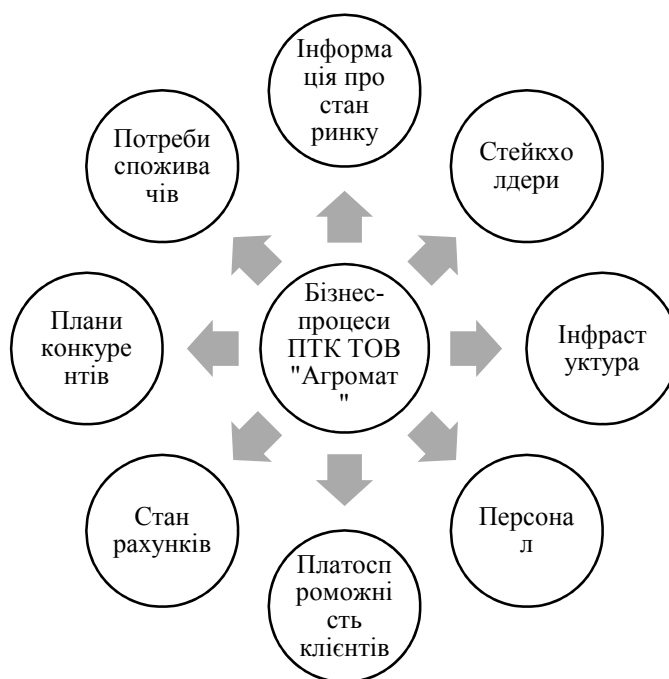 Інформа
ція про
стан
ринку
Стейкхо
лдери
Інфраст
уктура
Персона
л
Платосп
роможні
сть
клієнтів
Стан
рахунків
Плани
конкуре
нтів
Потреби
спожива
чів
Бізнес-
процеси
ПТК ТОВ
"Агромат
"